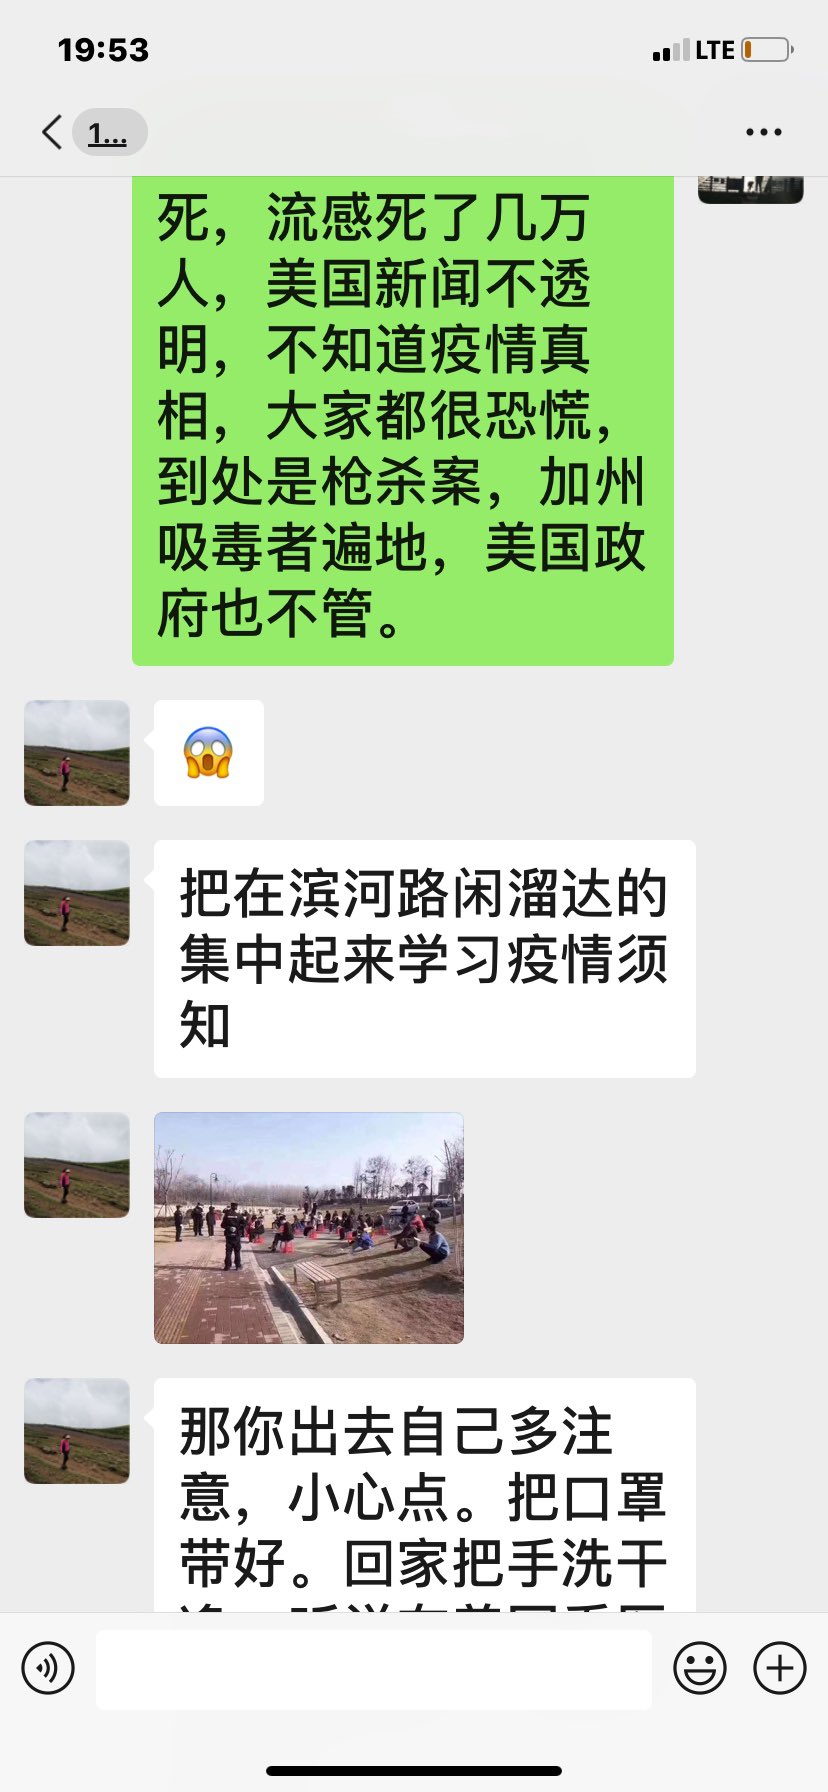 19:53
LTE
1...
死，流感死了几万
人，美国新闻不透
明，不知道疫情真
相，大家都很恐慌，
到处是枪杀案，加州
吸毒者遍地，美国政
府也不管。
把在滨河路闲溜达的
集中起来学习疫情须
知
那你出去自己多注
意，小心点。把口罩
带好。回家把手洗干